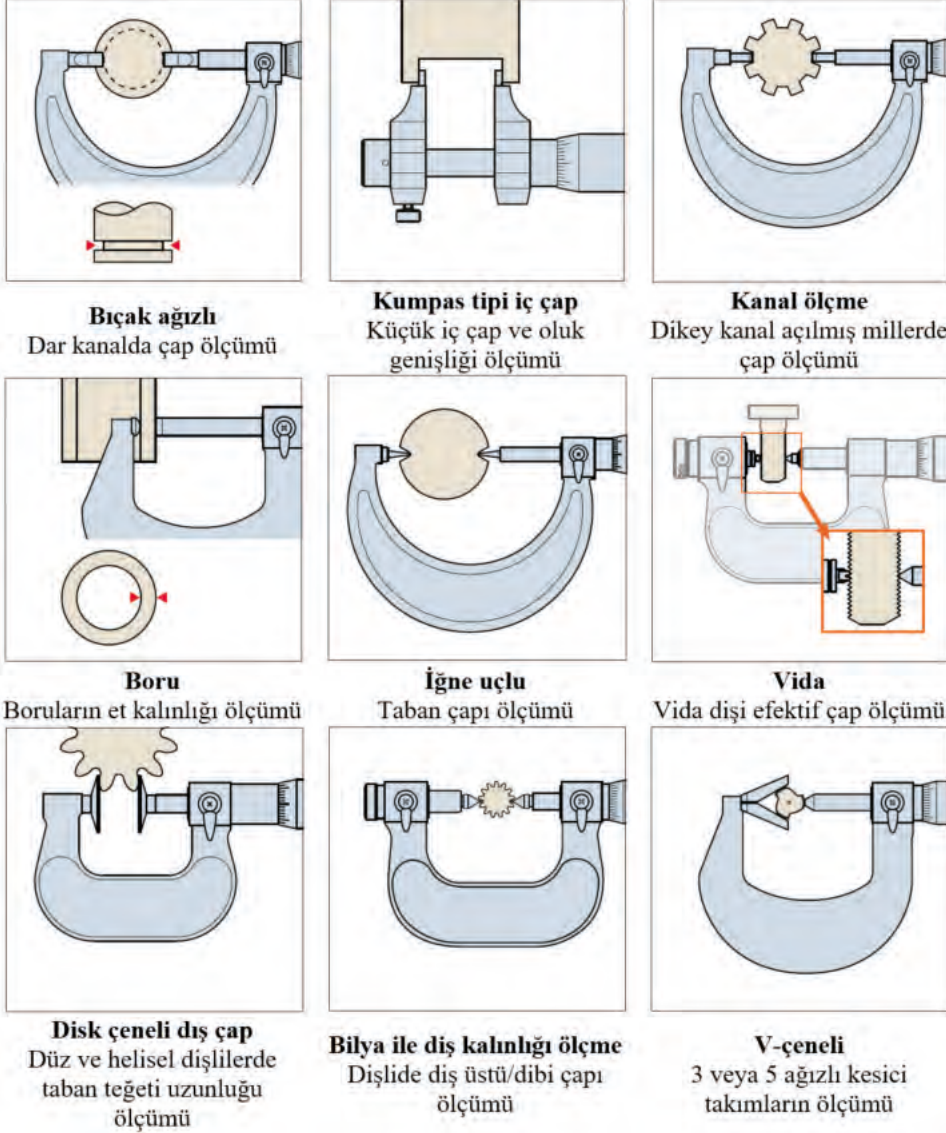 Bıçak ağızlı
Dar kanalda çap ölçümü
Kumpas tipi iç çap
Küçük iç çap ve oluk
genişliği ölçümü
Kanal ölçme
Dikey kanal açılmış millerde
çap ölçümü
Boru
Boruların et kalınlığı ölçümü
İğne uçlu
Taban çapı ölçümü
Vida
Vida dişi efektif çap ölçümü
Disk çeneli dış çap
Düz ve helisel dişlilerde
taban teğeti uzunluğu
ölçümü
Bilya ile diş kalınlığı ölçme
Dişlide diş üstü/dibi çapı
ölçümü
V-çeneli
3 veya 5 ağızlı kesici
takımların ölçümü